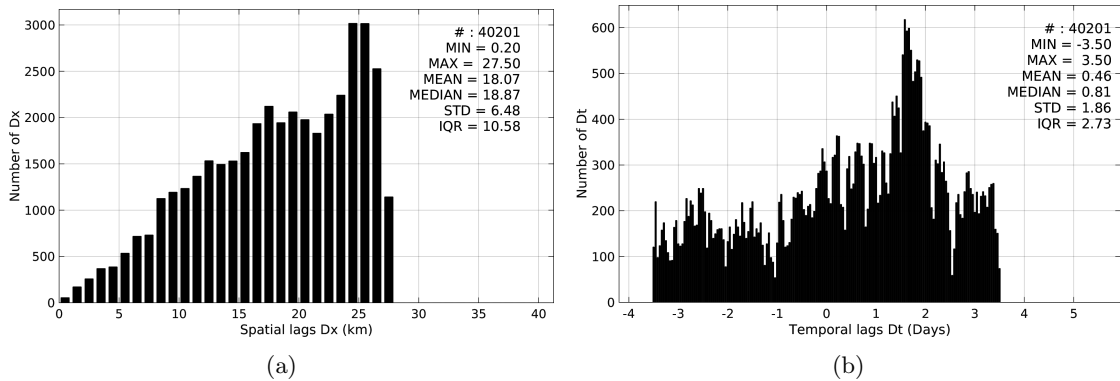 3000
2500
2000
1500
1000
500
0
Number of Dx
# : 40201
MIN = 0.20
MAX = 27.50
MEAN = 18.07
MEDIAN = 18.87
STD = 6.48
IQR = 10.58
0 5 10 15 20 25 30 35 40
Spatial lags Dx (km)
(a)
600
500
400
300
200
100
0
Number of Dt
# : 40201
MIN = -3.50
MAX = 3.50
MEAN = 0.46
MEDIAN = 0.81
STD = 1.86
IQR = 2.73
-4 -3 -2 -1 0 1 2 3 4 5
Temporal lags Dt (Days)
(b)